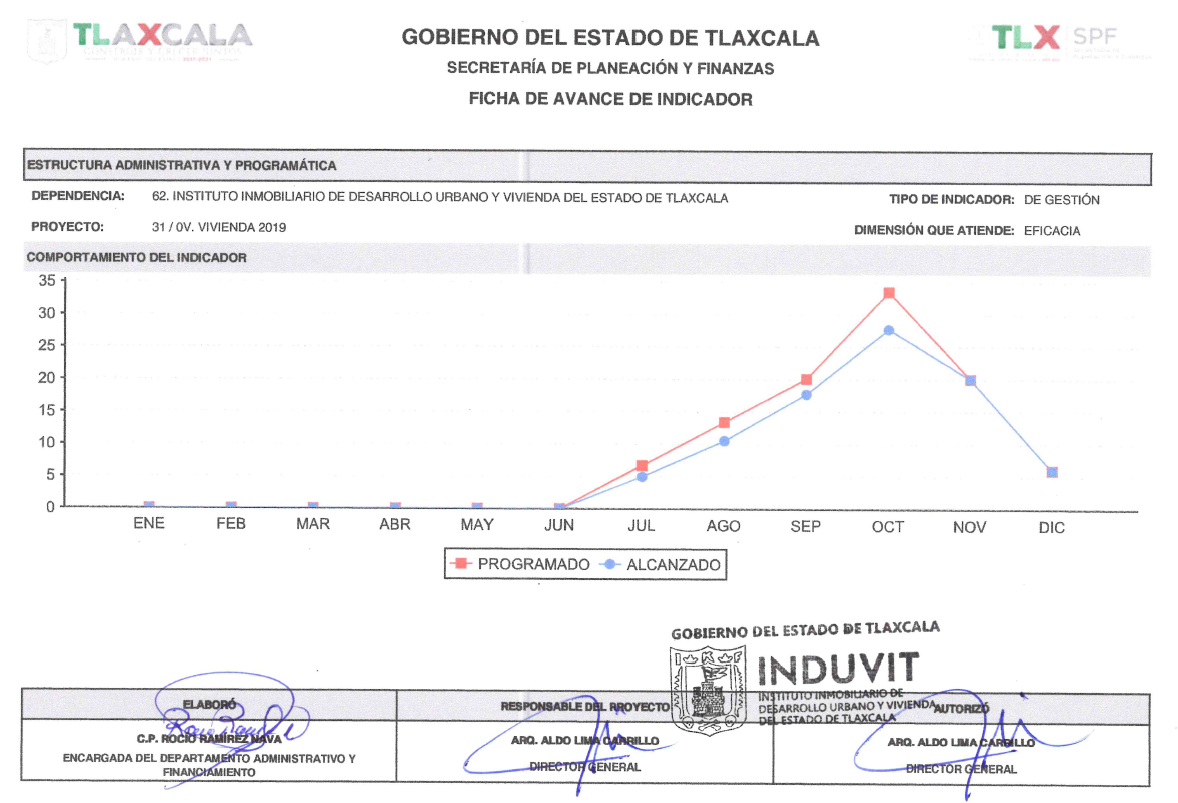 TLAXCALA
CONSTRUIR Y CRECER JUNTOS
GOBIERNO DEL ESTADO DE TLAXCALA
SECRETARÍA DE PLANEACIÓN Y FINANZAS
FICHA DE AVANCE DE INDICADOR
TLX SPF
ESTRUCTURA ADMINISTRATIVA Y PROGRAMÁTICA
DEPENDENCIA: 62. INSTITUTO INMOBILIARIO DE DESARROLLO URBANO Y VIVIENDA DEL ESTADO DE TLAXCALA TIPO DE INDICADOR: DE GESTIÓN
PROYECTO: 31 / 0V. VIVIENDA 2019 DIMENSIÓN QUE ATIENDE: EFICACIA
COMPORTAMIENTO DEL INDICADOR
35
30
25
20
15
10
5
0
ENE FEB MAR ABR MAY JUN JUL AGO SEP OCT NOV DIC
PROGRAMADO ALCANZADO
GOBIERNO DEL ESTADO DE TLAXCALA
INDUVIT
INSTITUTO INMOBILIARIO DE
DESARROLLO URBANO Y VIVIENDA
DEL ESTADO DE TLAXCALA
ELABORÓ RESPONSABLE DEL PROYECTO AUTORIZÓ
C.P. ROCIO RAMÍREZ NAVA ARQ. ALDO LIMA CARRILLO ARQ. ALDO LIMA CARRILLO
ENCARGADA DEL DEPARTAMENTO ADMINISTRATIVO Y
FINANCIAMIENTO
DIRECTOR GENERAL DIRECTOR GENERAL